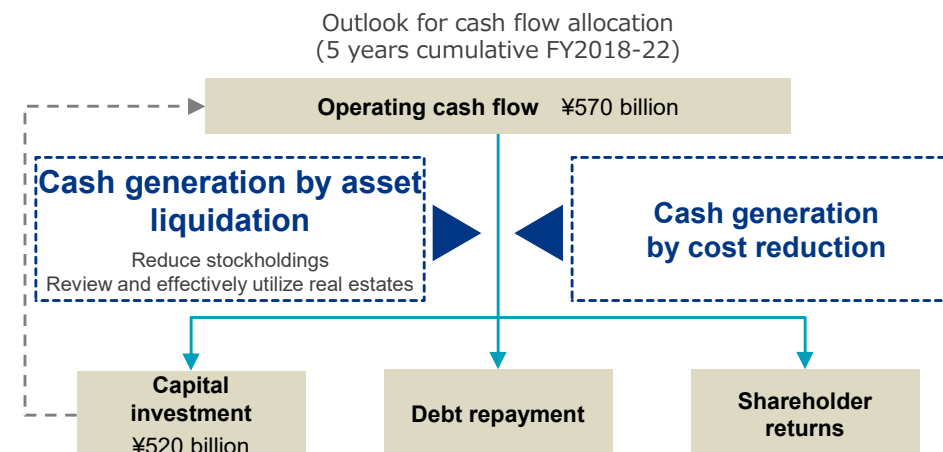 Outlook for cash flow allocation
(5 years cumulative FY2018-22)
Operating cash flow ¥570 billion
Cash generation by asset
liquidation
Reduce stockholdings
Review and effectively utilize real estates
Cash generation
by cost reduction
Capital
investment
¥520 billion
Debt repayment
Shareholder
returns